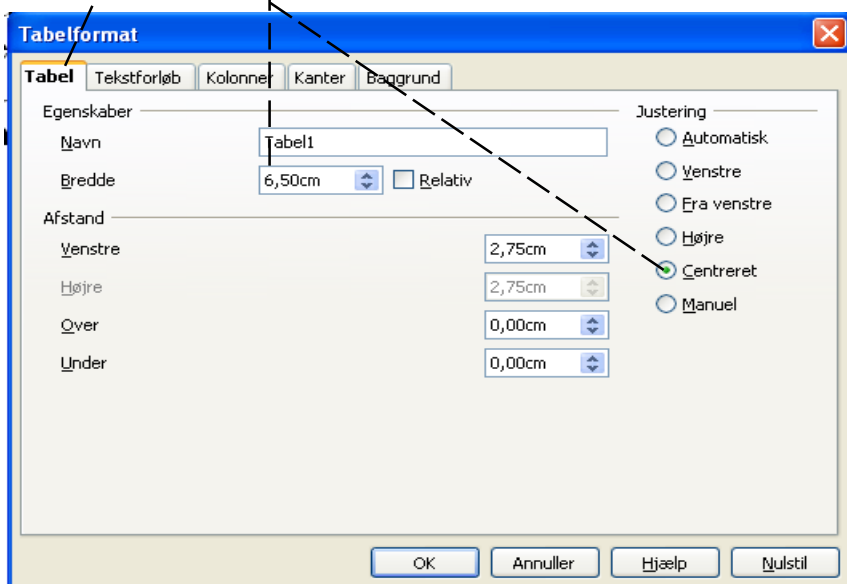 Tabelformat
Tabel Tekstforløb Kolonner Kanter Baggrund
Egenskaber
Navn Tabel1
Bredde 6,50cm Relativ
Afstand
Venstre 2,75cm
Højre 2,75cm
Over 0,00cm
Under 0,00cm
Justering
Automatisk
Venstre
Fra venstre
Højre
Centreret
Manuel
OK Annuller Hjælp Nulstil